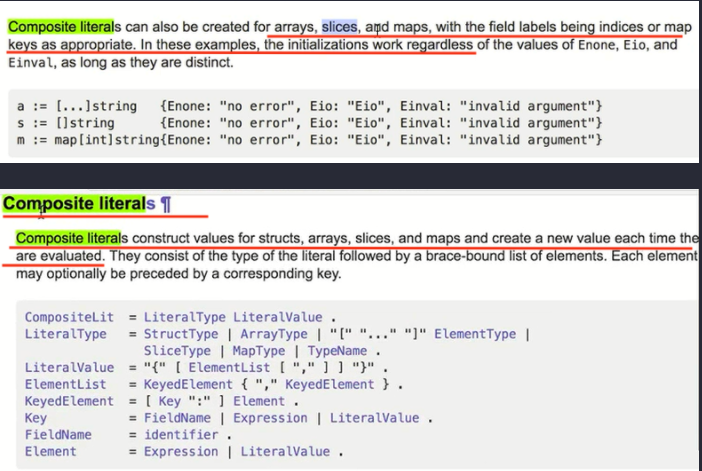 Composite literals can also be created for arrays, slices, and maps, with the field labels being indices or map
keys as appropriate. In these examples, the initializations work regardless of the values of Enone, Eio, and
Einval, as long as they are distinct.
a := [...]string   {Enone: "no error", Eio: "Eio", Einval: "invalid argument"}
s := []string      {Enone: "no error", Eio: "Eio", Einval: "invalid argument"}
m := map[int]string{Enone: "no error", Eio: "Eio", Einval: "invalid argument"}
Composite literals ¶
Composite literals construct values for structs, arrays, slices, and maps and create a new value each time the
are evaluated. They consist of the type of the literal followed by a brace-bound list of elements. Each element
may optionally be preceded by a corresponding key.
CompositeLit  = LiteralType LiteralValue .
LiteralType   = StructType | ArrayType | "[" "..." "]" ElementType |
                SliceType | MapType | TypeName .
LiteralValue  = "{" [ ElementList [ "," ] ] "}" .
ElementList   = KeyedElement { "," KeyedElement } .
KeyedElement  = [ Key ":" ] Element .
Key           = FieldName | Expression | LiteralValue .
FieldName     = identifier .
Element       = Expression | LiteralValue .